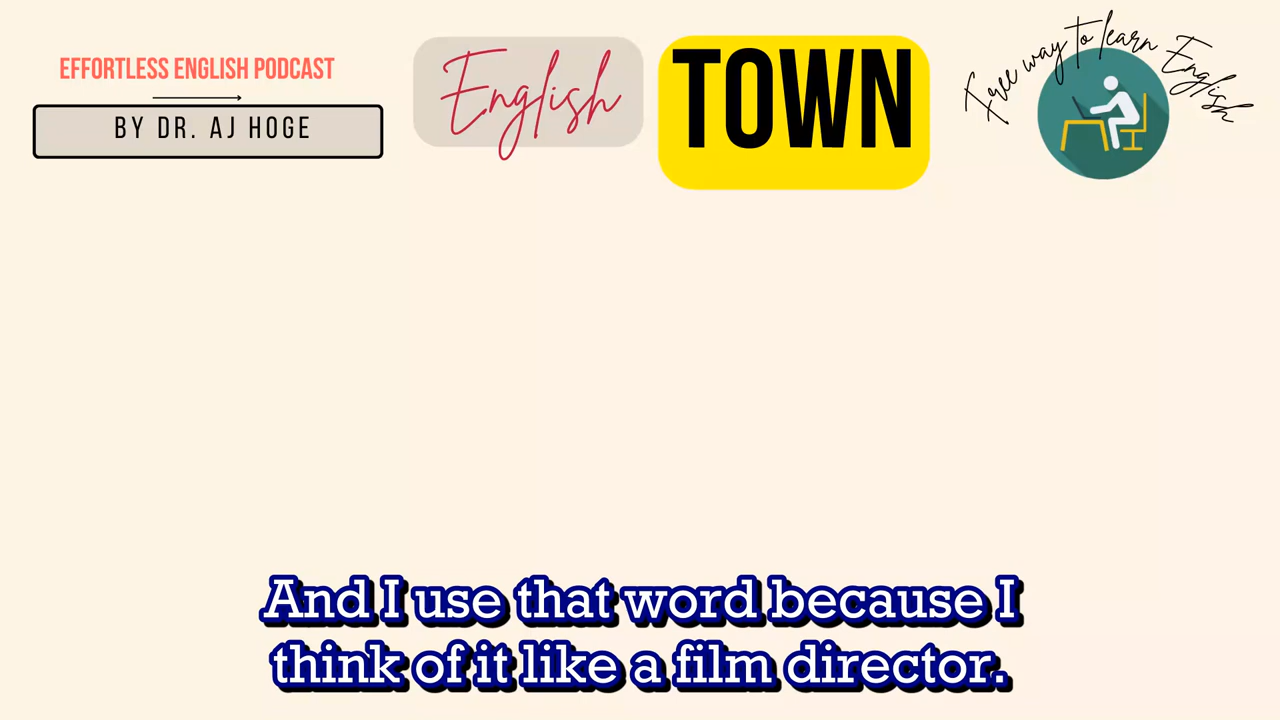 EFFORTLESS ENGLISH PODCAST
BY DR. AJ HOGE
English
TOWN
Free way to learn English
And I use that word because I
think of it like a film director.